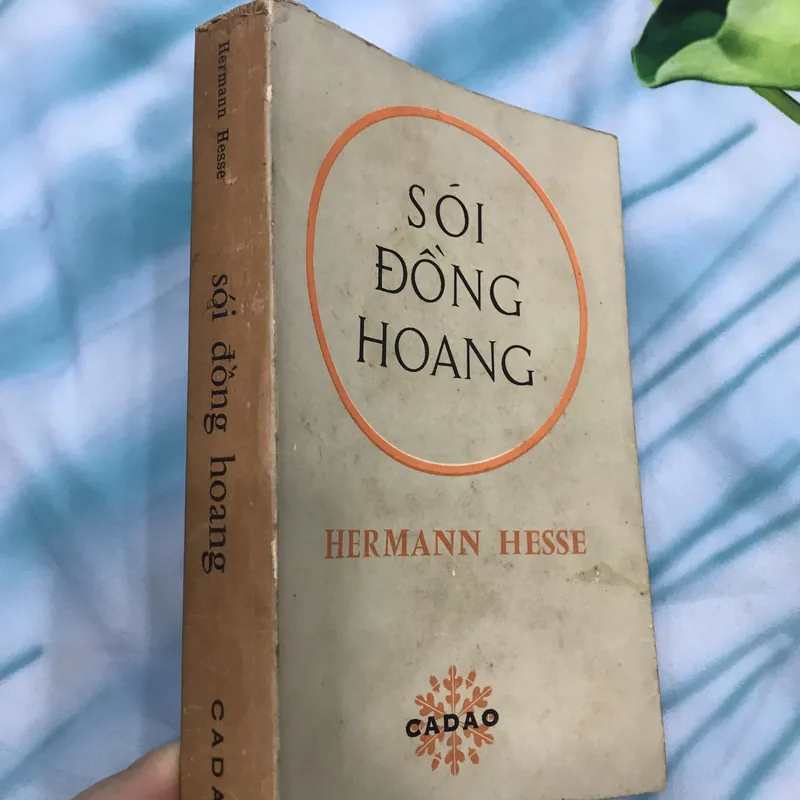 Hermann Hesse
sói đồng hoang
CADA
SÓI
ĐỒNG
HOANG
HERMANN HESSE
CADAO